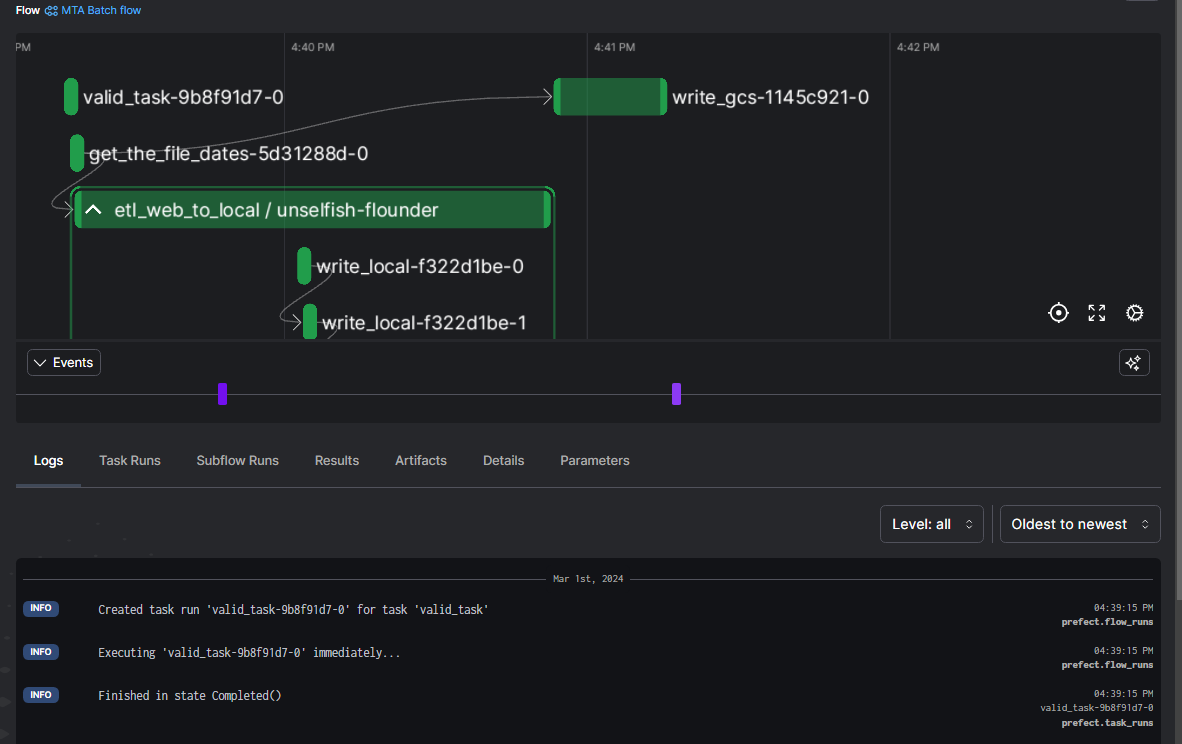 Flow MTA Batch flow
PM 4:40 PM 4:41 PM 4:42 PM
valid_task-9b8f91d7-0 write_gcs-1145c921-0
get_the_file_dates-5d31288d-0
etl_web_to_local / unselfish-flounder
write_local-f322d1be-0
write_local-f322d1be-1
Events
Logs Task Runs Subflow Runs Results Artifacts Details Parameters
Level: all Oldest to newest
Mar 1st, 2024
INFO Created task run 'valid_task-9b8f91d7-0' for task 'valid_task' 04:39:15 PM
prefect.flow_runs
INFO Executing 'valid_task-9b8f91d7-0' immediately... 04:39:15 PM
prefect.flow_runs
INFO Finished in state Completed() 04:39:15 PM
valid_task-9b8f91d7-0
prefect.task_runs